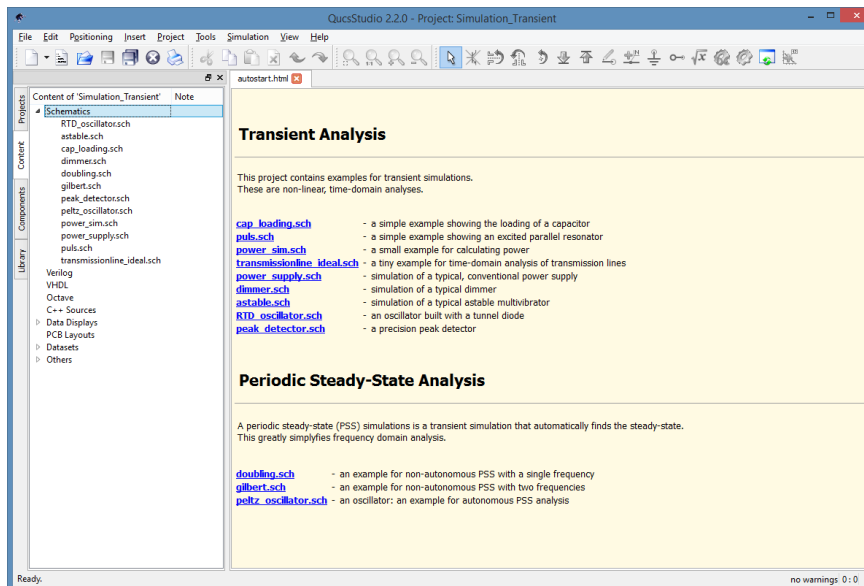 QucsStudio 2.2.0 - Project: Simulation_Transient
File Edit Positioning Insert Project Tools Simulation View Help
autostart.html
Projects
Content
Components
Library
Content of 'Simulation_Transient' Note
Schematics
RTD_oscillator.sch
astable.sch
cap_loading.sch
dimmer.sch
doubling.sch
gilbert.sch
peak_detector.sch
peltz_oscillator.sch
power_sim.sch
power_supply.sch
puls.sch
transmissionline_ideal.sch
Verilog
VHDL
Octave
C++ Sources
Data Displays
PCB Layouts
Datasets
Others
Transient Analysis
This project contains examples for transient simulations.
These are non-linear, time-domain analyses.
cap_loading.sch - a simple example showing the loading of a capacitor
puls.sch - a simple example showing an excited parallel resonator
power_sim.sch - a small example for calculating power
transmissionline_ideal.sch - a tiny example for time-domain analysis of transmission lines
power_supply.sch - simulation of a typical, conventional power supply
dimmer.sch - simulation of a typical dimmer
astable.sch - simulation of a typical astable multivibrator
RTD_oscillator.sch - an oscillator built with a tunnel diode
peak_detector.sch - a precision peak detector
Periodic Steady-State Analysis
A periodic steady-state (PSS) simulations is a transient simulation that automatically finds the steady-state.
This greatly simplyfies frequency domain analysis.
doubling.sch - an example for non-autonomous PSS with a single frequency
gilbert.sch - an example for non-autonomous PSS with two frequencies
peltz_oscillator.sch - an oscillator: an example for autonomous PSS analysis
Ready.
no warnings 0 : 0